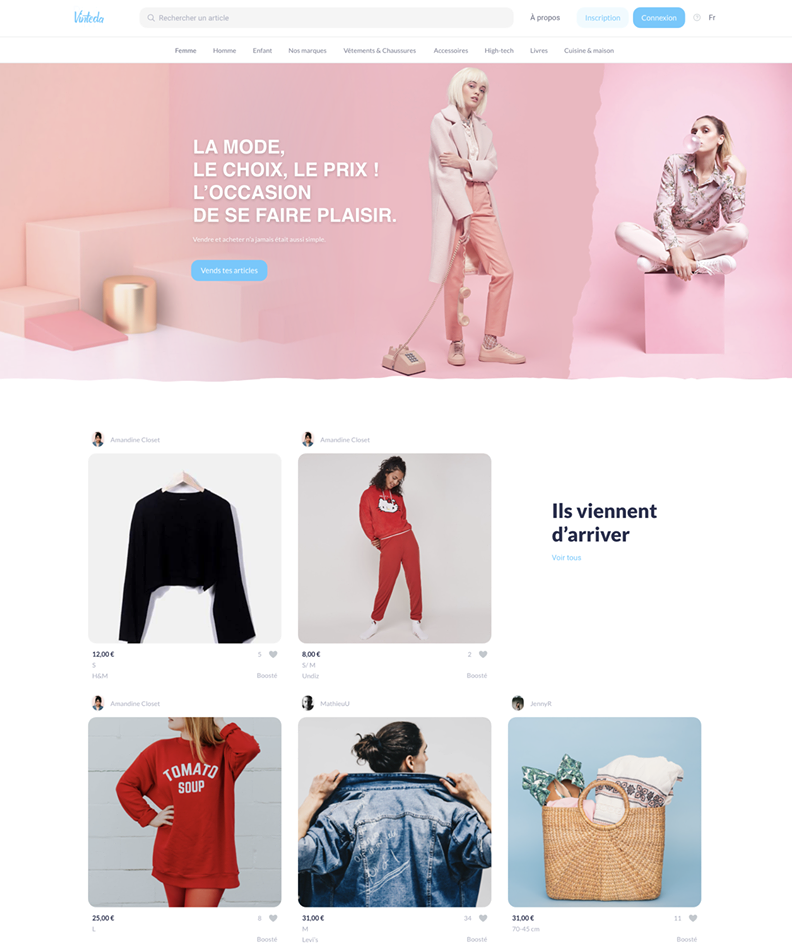 Vinteda
Rechercher un article
À propos
Inscription
Connexion
Fr
Femme
Homme
Enfant
Nos marques
Vêtements & Chaussures
Accessoires
High-tech
Livres
Cuisine & maison
LA MODE,
LE CHOIX, LE PRIX !
L'OCCASION
DE SE FAIRE PLAISIR.
Vendre et acheter n'a jamais était aussi simple.
Vends tes articles
Amandine Closet
Amandine Closet
Ils viennent
d'arriver
Voir tous
12,00 €
5
S
H&M
Boosté
8,00 €
2
S/ M
Undiz
Boosté
Amandine Closet
MathieuU
JennyR
TOMATO
SOUP
25,00 €
8
L
Boosté
31,00 €
34
M
Levi's
Boosté
31,00 €
11
70-45 cm
Boosté